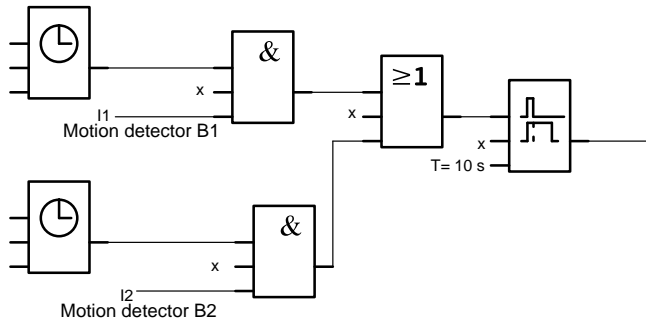 &
x
I1
Motion detector B1
≥1
x
x
T= 10 s
&
x
I2
Motion detector B2